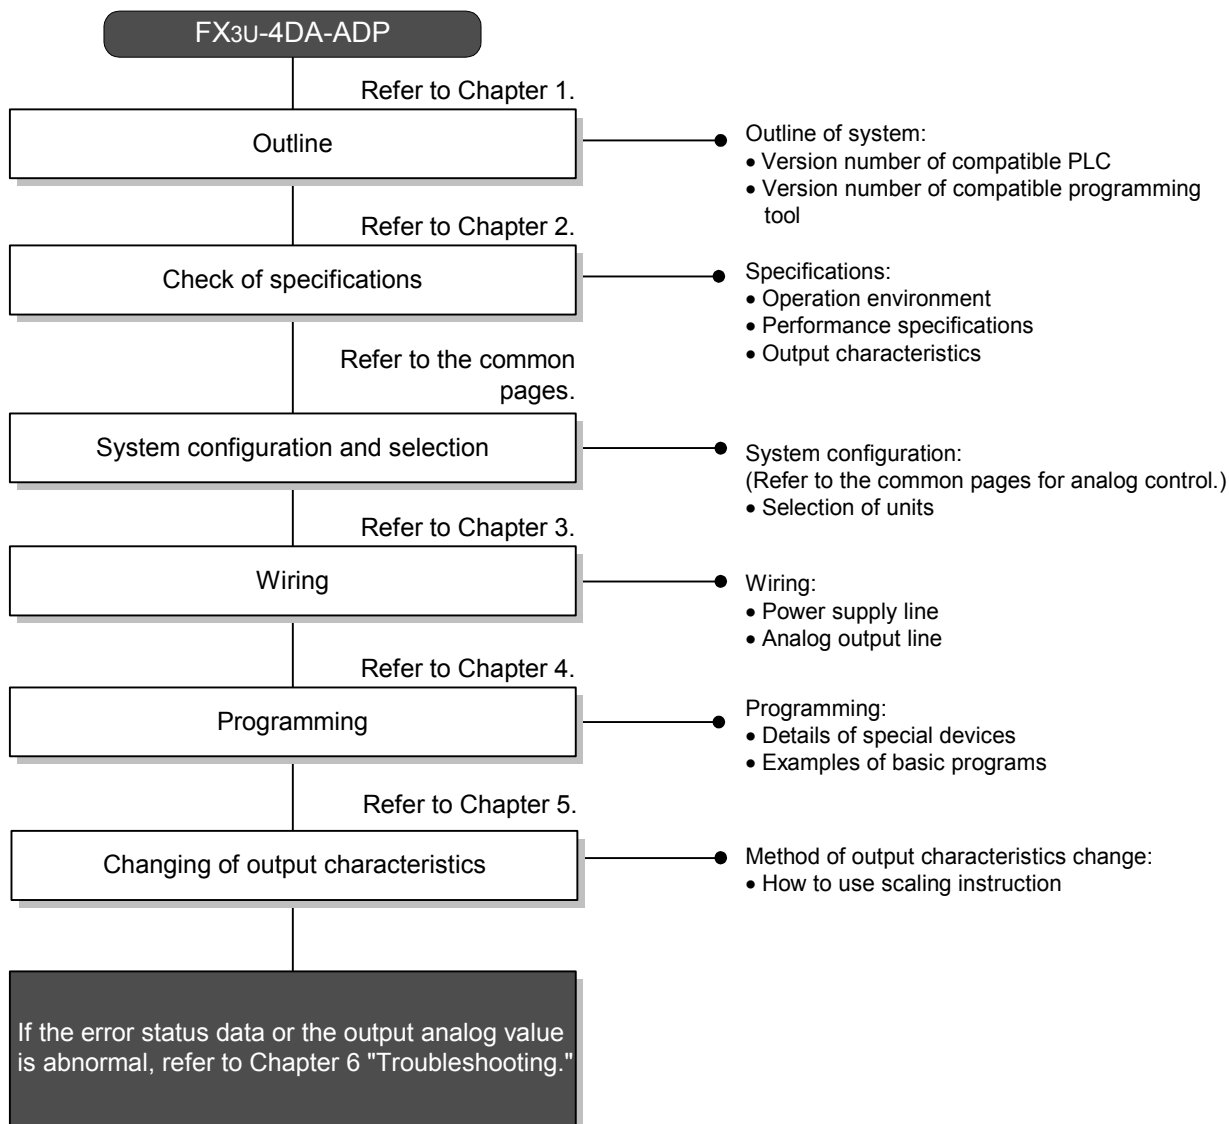 FX3U-4DA-ADP
Refer to Chapter 1.
Outline
Outline of system:
• Version number of compatible PLC
• Version number of compatible programming
tool
Refer to Chapter 2.
Check of specifications
Specifications:
• Operation environment
• Performance specifications
• Output characteristics
Refer to the common
pages.
System configuration and selection
System configuration:
(Refer to the common pages for analog control.)
• Selection of units
Refer to Chapter 3.
Wiring
Wiring:
• Power supply line
• Analog output line
Refer to Chapter 4.
Programming
Programming:
• Details of special devices
• Examples of basic programs
Refer to Chapter 5.
Changing of output characteristics
Method of output characteristics change:
• How to use scaling instruction
If the error status data or the output analog value
is abnormal, refer to Chapter 6 "Troubleshooting."